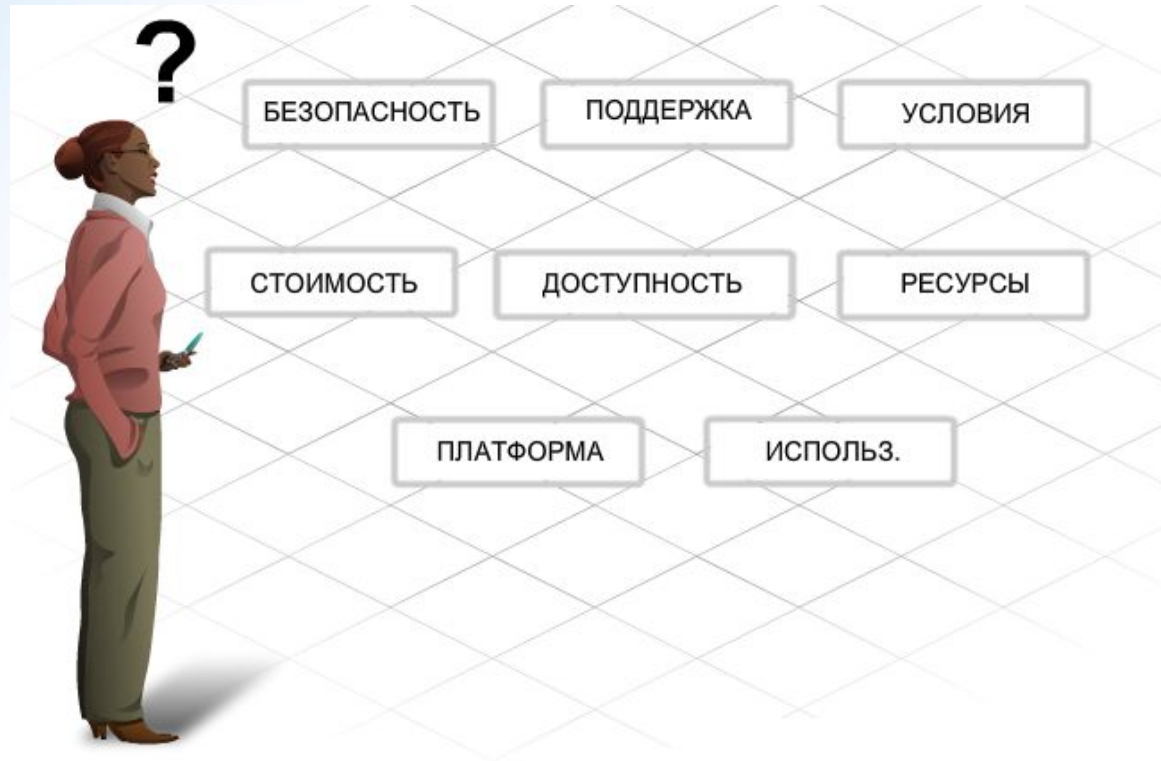 ?
БЕЗОПАСНОСТЬ
ПОДДЕРЖКА
УСЛОВИЯ
СТОИМОСТЬ
ДОСТУПНОСТЬ
РЕСУРСЫ
ПЛАТФОРМА
ИСПОЛЬЗ.